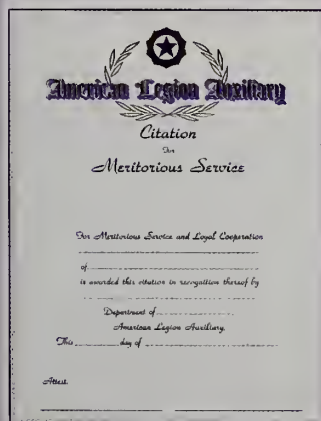 American Legion Auxiliary
Citation
For
Meritorious Service
For Meritorious Service and Loyal Cooperation
of
is awarded this citation in recognition thereof by
Department of
American Legion Auxiliary.
This day of
Attest